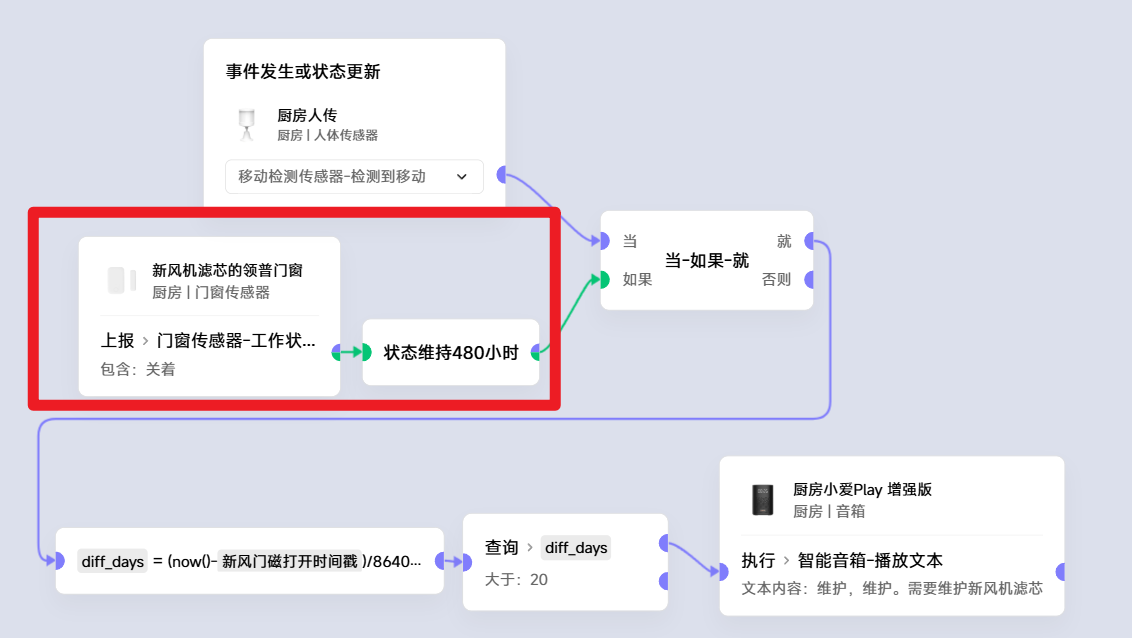 事件发生或状态更新
厨房人传
厨房 | 人体传感器
移动检测传感器-检测到移动
新风机滤芯的领普门窗
厨房 | 门窗传感器
上报 › 门窗传感器-工作状...
包含：关着
状态维持480小时
当
就
当-如果-就
如果
否则
diff_days = (now()- 新风门磁打开时间戳 )/8640...
查询 › diff_days
大于：20
厨房小爱Play 增强版
厨房 | 音箱
执行 › 智能音箱-播放文本
文本内容：维护，维护。需要维护新风机滤芯